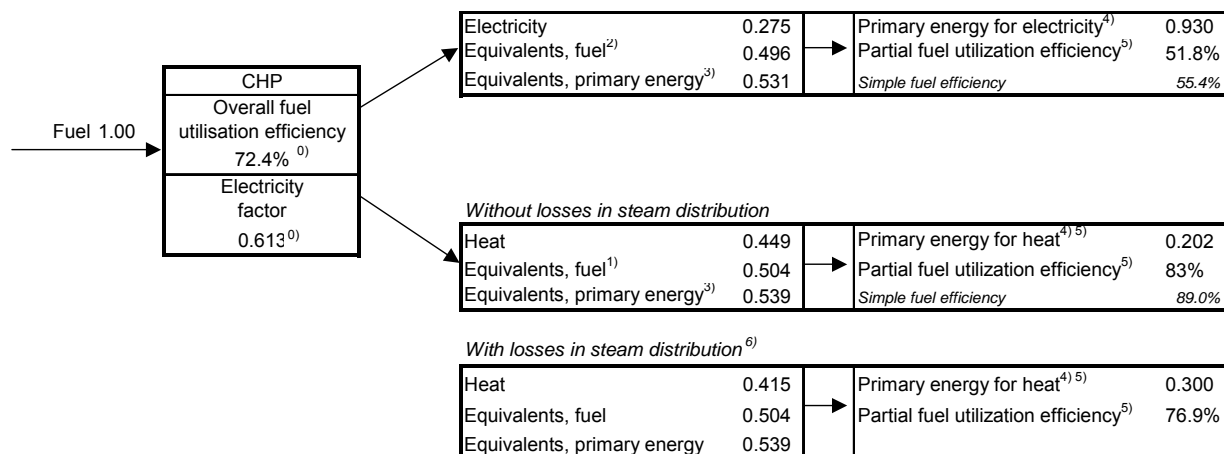 Fuel 1.00
CHP
Overall fuel
utilisation efficiency
72.4% 0)
Electricity
factor
0.613 0)
Electricity 0.275
Equivalents, fuel2) 0.496
Equivalents, primary energy3) 0.531
Primary energy for electricity4) 0.930
Partial fuel utilization efficiency5) 51.8%
Simple fuel efficiency 55.4%
Without losses in steam distribution
Heat 0.449
Equivalents, fuel1) 0.504
Equivalents, primary energy3) 0.539
Primary energy for heat4) 5) 0.202
Partial fuel utilization efficiency5) 83%
Simple fuel efficiency 89.0%
With losses in steam distribution6)
Heat 0.415
Equivalents, fuel 0.504
Equivalents, primary energy 0.539
Primary energy for heat4) 5) 0.300
Partial fuel utilization efficiency5) 76.9%